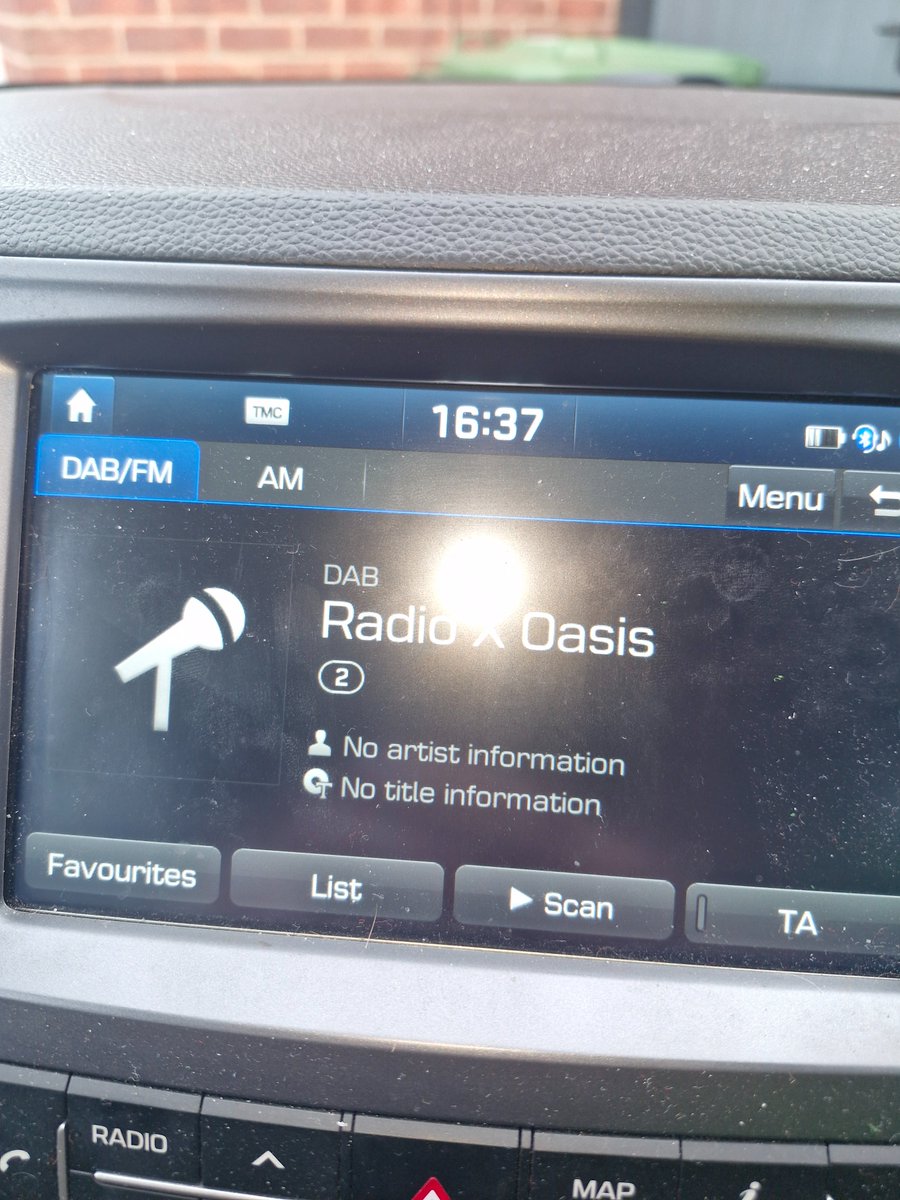 TMC
16:37
DAB/FM
AM
Menu
DAB
Radio X Oasis
2
No artist information
No title information
Favourites
List
Scan
TA
RADIO
MAP
i